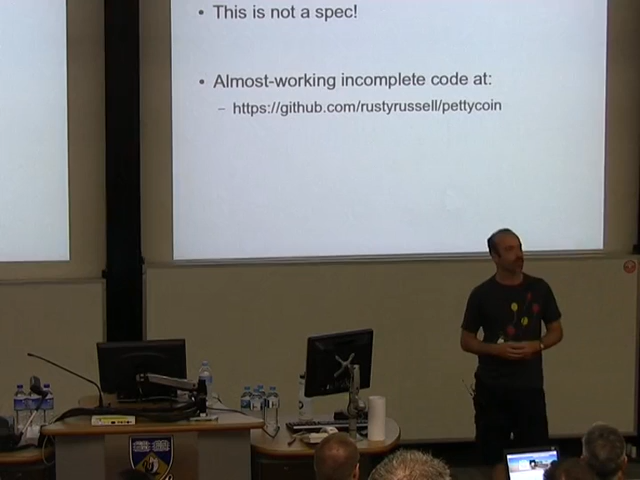 • This is not a spec!
• Almost-working incomplete code at:
– https://github.com/rustyrussell/pettycoin